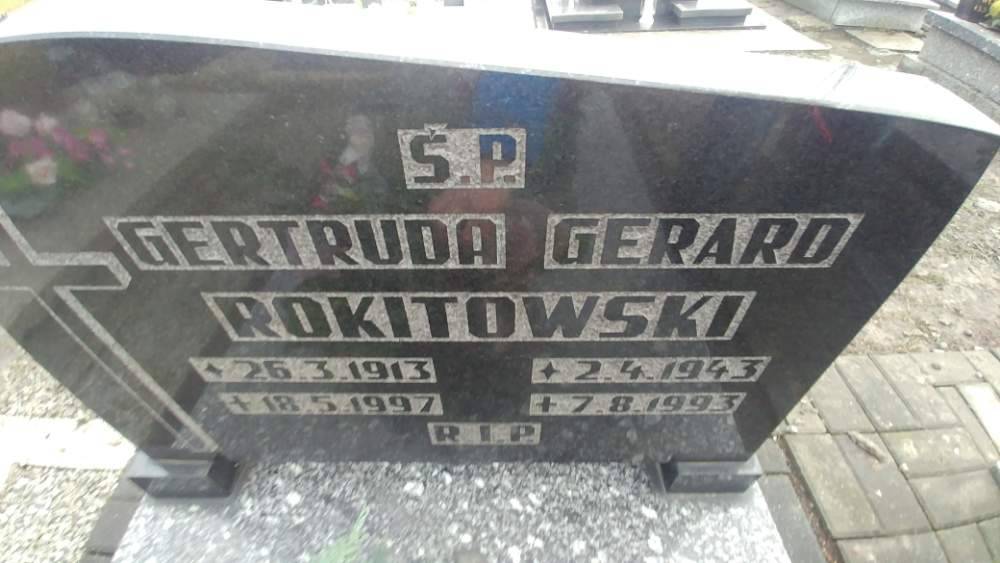 Ś.P.
GERTRUDA GERARD
ROKITOWSKI
✦ 26.3.1913 ✦ 2.4.1943
+ 18.5.1997 + 7.8.1993
R.I.P.